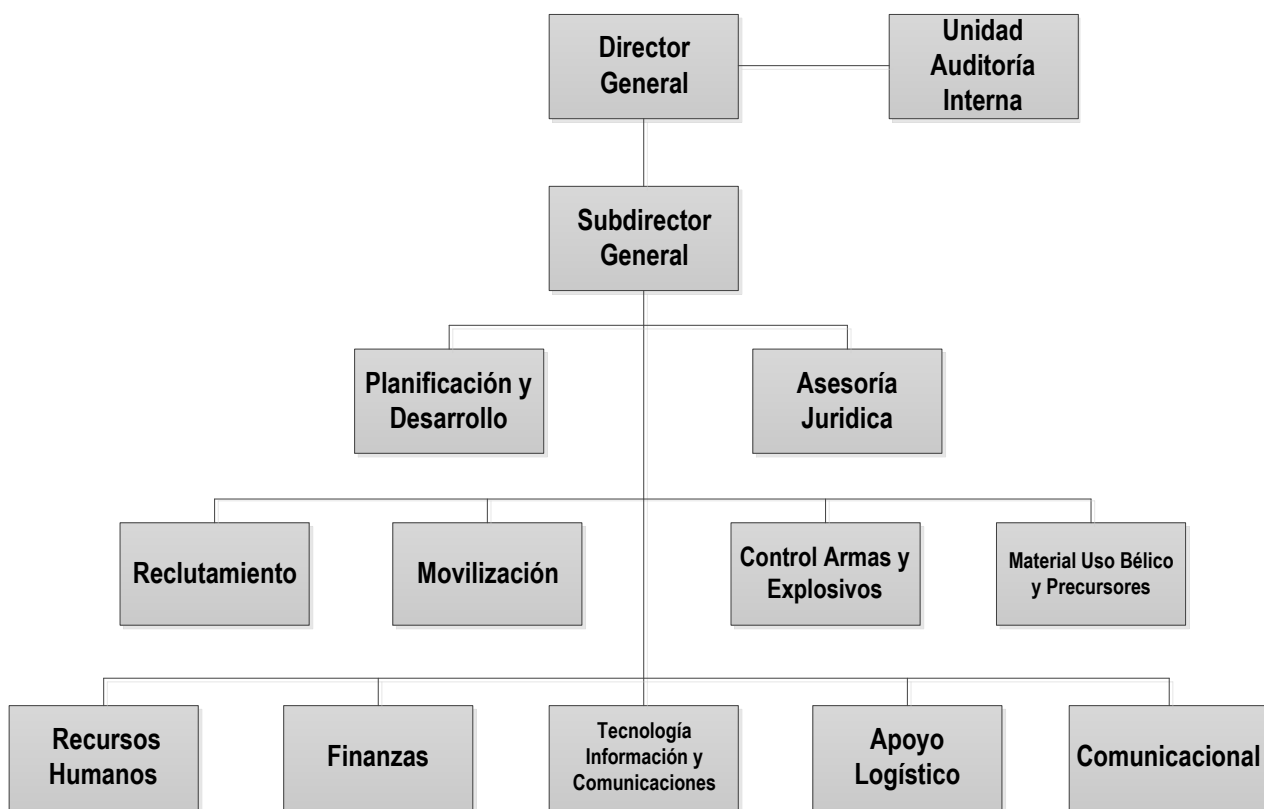 Director
General
Unidad
Auditoría
Interna
Subdirector
General
Planificación y
Desarrollo
Asesoría
Juridica
Reclutamiento
Movilización
Control Armas y
Explosivos
Material Uso Bélico
y Precursores
Recursos
Humanos
Finanzas
Tecnología
Información y
Comunicaciones
Apoyo
Logístico
Comunicacional